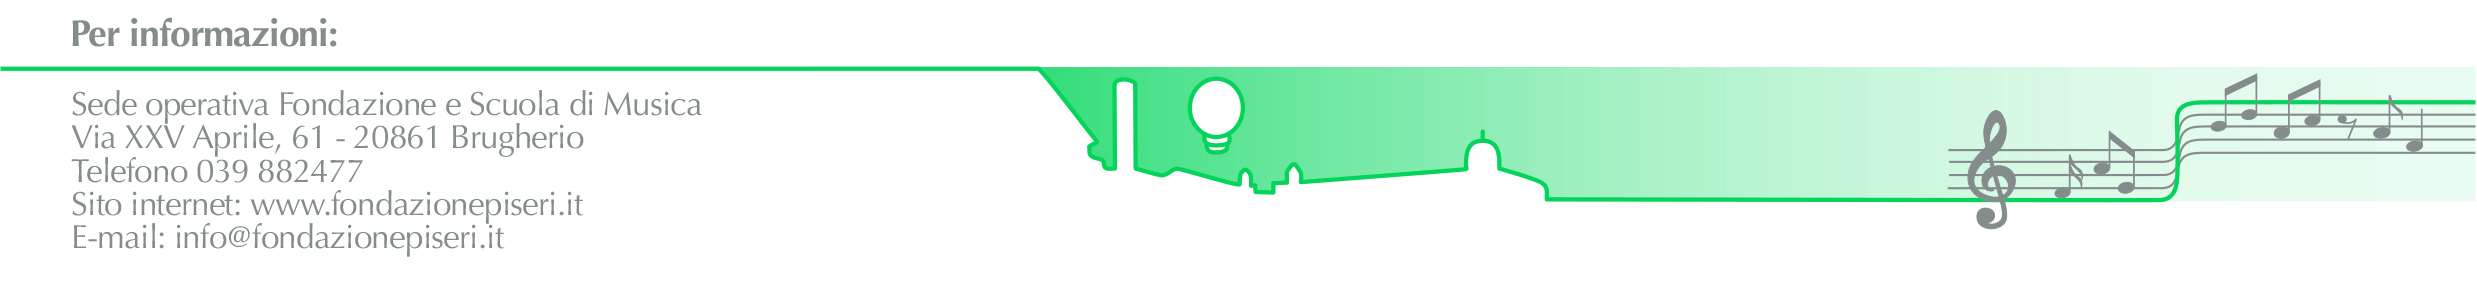 Per informazioni:
Sede operativa Fondazione e Scuola di Musica
Via XXV Aprile, 61 - 20861 Brugherio
Telefono 039 882477
Sito internet: www.fondazionepiseri.it
E-mail: info@fondazionepiseri.it